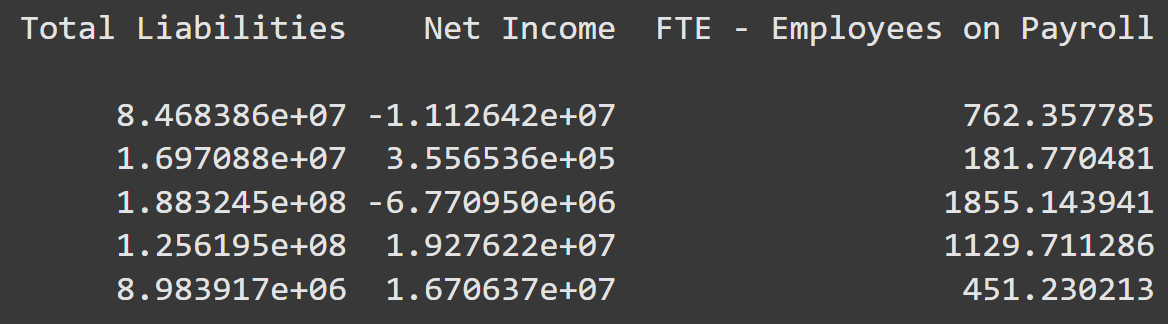 Total Liabilities Net Income FTE - Employees on Payroll
8.468386e+07 -1.112642e+07 762.357785
1.697088e+07 3.556536e+05 181.770481
1.883245e+08 -6.770950e+06 1855.143941
1.256195e+08 1.927622e+07 1129.711286
8.983917e+06 1.670637e+07 451.230213